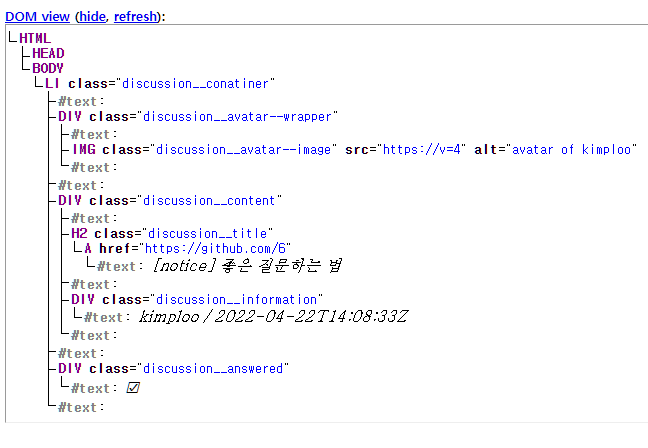 DOM view (hide, refresh):
HTML
HEAD
BODY
LI class="discussion__conatiner"
#text:
DIV class="discussion__avatar--wrapper"
#text:
IMG class="discussion__avatar--image" src="https://v=4" alt="avatar of kimploo"
#text:
#text:
DIV class="discussion__content"
#text:
H2 class="discussion__title"
A href="https://github.com/6"
#text: [notice] 좋은 질문하는 법
#text:
DIV class="discussion__information"
#text: kimploo / 2022-04-22T14:08:33Z
#text:
#text:
DIV class="discussion__answered"
#text: ☑
#text: